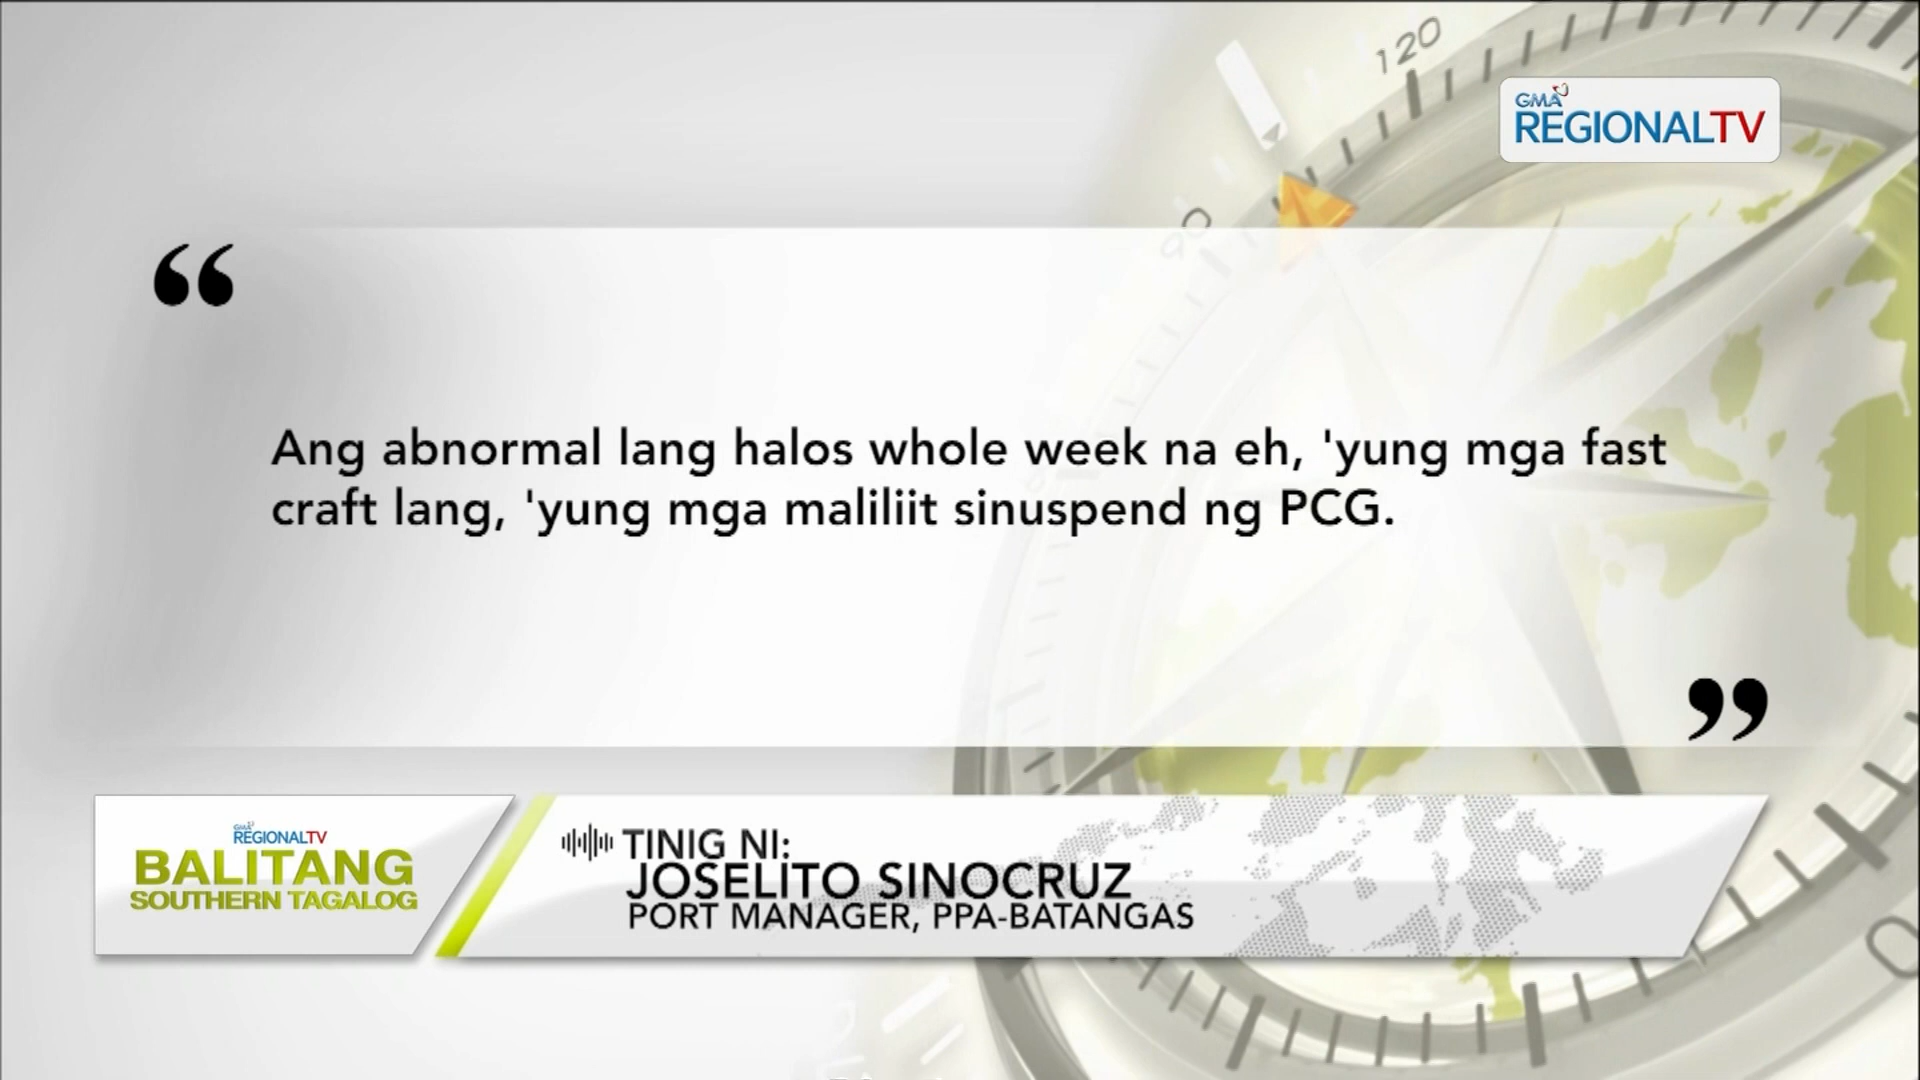 120
GMA
REGIONALTV
90
“
Ang abnormal lang halos whole week na eh, 'yung mga fast
craft lang, 'yung mga maliliit sinuspend ng PCG.
”
GMA
REGIONALTV
BALITANG
SOUTHERN TAGALOG
TINIG NI:
JOSELITO SINOCRUZ
PORT MANAGER, PPA-BATANGAS